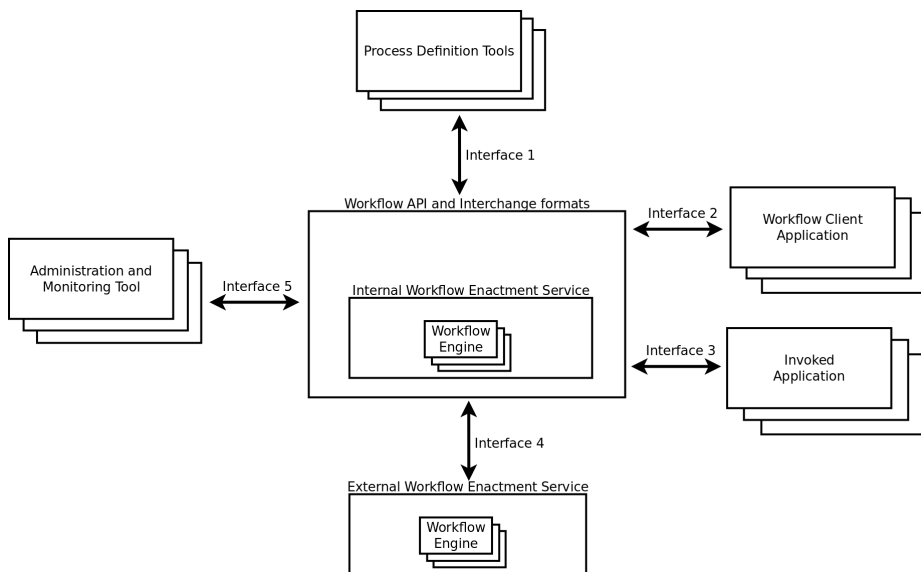 Process Definition Tools
Interface 1
Workflow API and Interchange formats
Interface 2
Workflow Client
Application
Administration and
Monitoring Tool
Interface 5
Internal Workflow Enactment Service
Workflow
Engine
Interface 3
Invoked
Application
Interface 4
External Workflow Enactment Service
Workflow
Engine